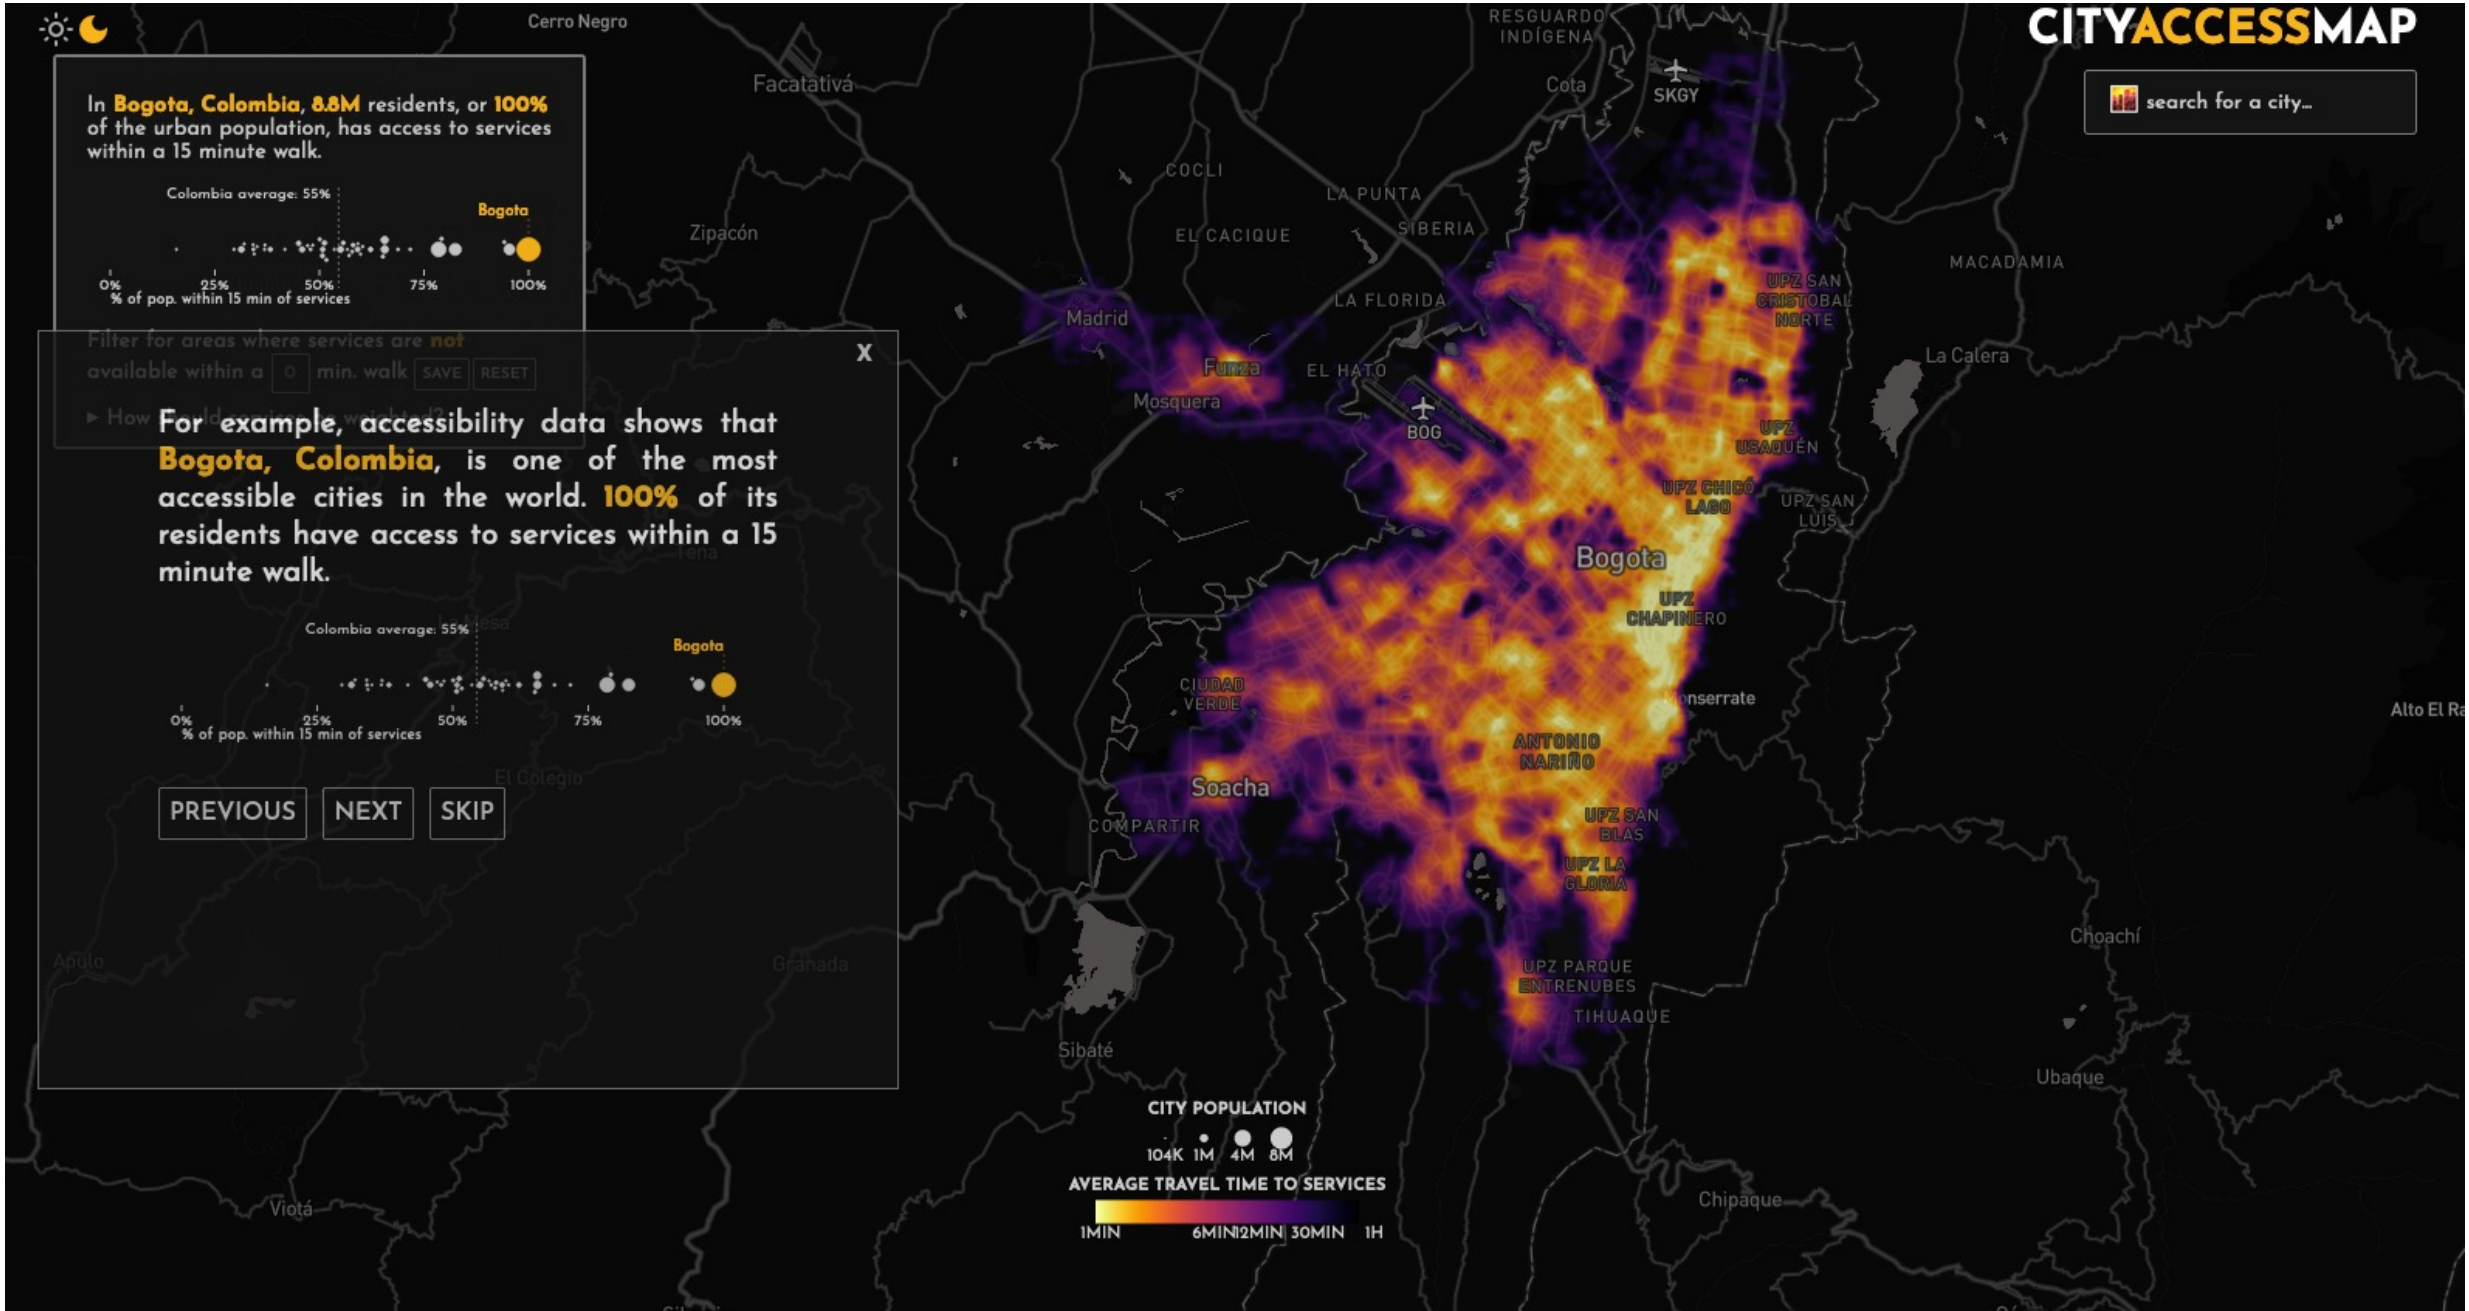 CITYACCESSMAP
search for a city...
In Bogota, Colombia, 8.8M residents, or 100%
of the urban population, has access to services
within a 15 minute walk.
Colombia average: 55%
Bogota
0% 25% 50% 75% 100%
% of pop. within 15 min of services
Filter for areas where services are not
available within a 0 min. walk SAVE RESET
X
For example, accessibility data shows that
Bogota, Colombia, is one of the most
accessible cities in the world. 100% of its
residents have access to services within a 15
minute walk.
Colombia average: 55%
Bogota
0% 25% 50% 75% 100%
% of pop. within 15 min of services
PREVIOUS NEXT SKIP
Cerro Negro
RESGUARDO
INDÍGENA
Facatativá
Cota
SKGY
COCLI
LA PUNTA
Zipacón
EL CACIQUE
SIBERIA
MACADAMIA
UPZ SAN
CRISTOBAL
NORTE
LA FLORIDA
Madrid
La Calera
Funza
EL HATO
Mosquera
BOG
UPZ
USAQUÉN
UPZ CHICÓ
LAGO
UPZ SAN
LUIS
Tena
Bogota
UPZ
CHAPINERO
CIUDAD
VERDE
Monserrate
Alto El Ra
ANTONIO
NARIÑO
El Colegio
Soacha
COMPARTIR
UPZ SAN
BLAS
UPZ LA
GLORIA
Choachí
Apulo
Granada
UPZ PARQUE
ENTRENUBES
TIHUAQUE
Sibaté
Ubaque
Chipaque
Viotá
CITY POPULATION
104K 1M 4M 8M
AVERAGE TRAVEL TIME TO SERVICES
1MIN 6MIN 12MIN 30MIN 1H